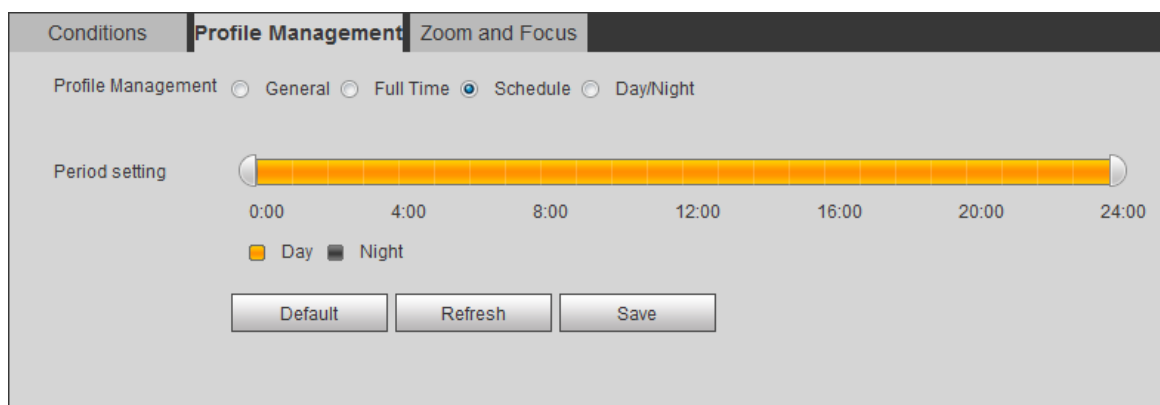 Conditions Profile Management Zoom and Focus
Profile Management General Full Time Schedule Day/Night
Period setting
0:00 4:00 8:00 12:00 16:00 20:00 24:00
Day Night
Default Refresh Save